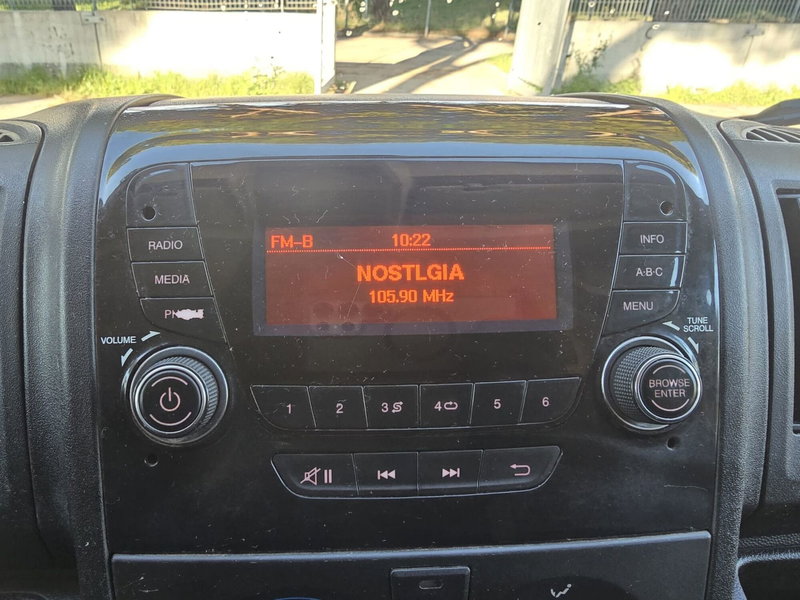 FM-B 10:22
NOSTLGIA
105.90 MHz
RADIO
MEDIA
VOLUME
INFO
A·B·C
MENU
TUNE
SCROLL
BROWSE
ENTER
1 2 3 4 5 6